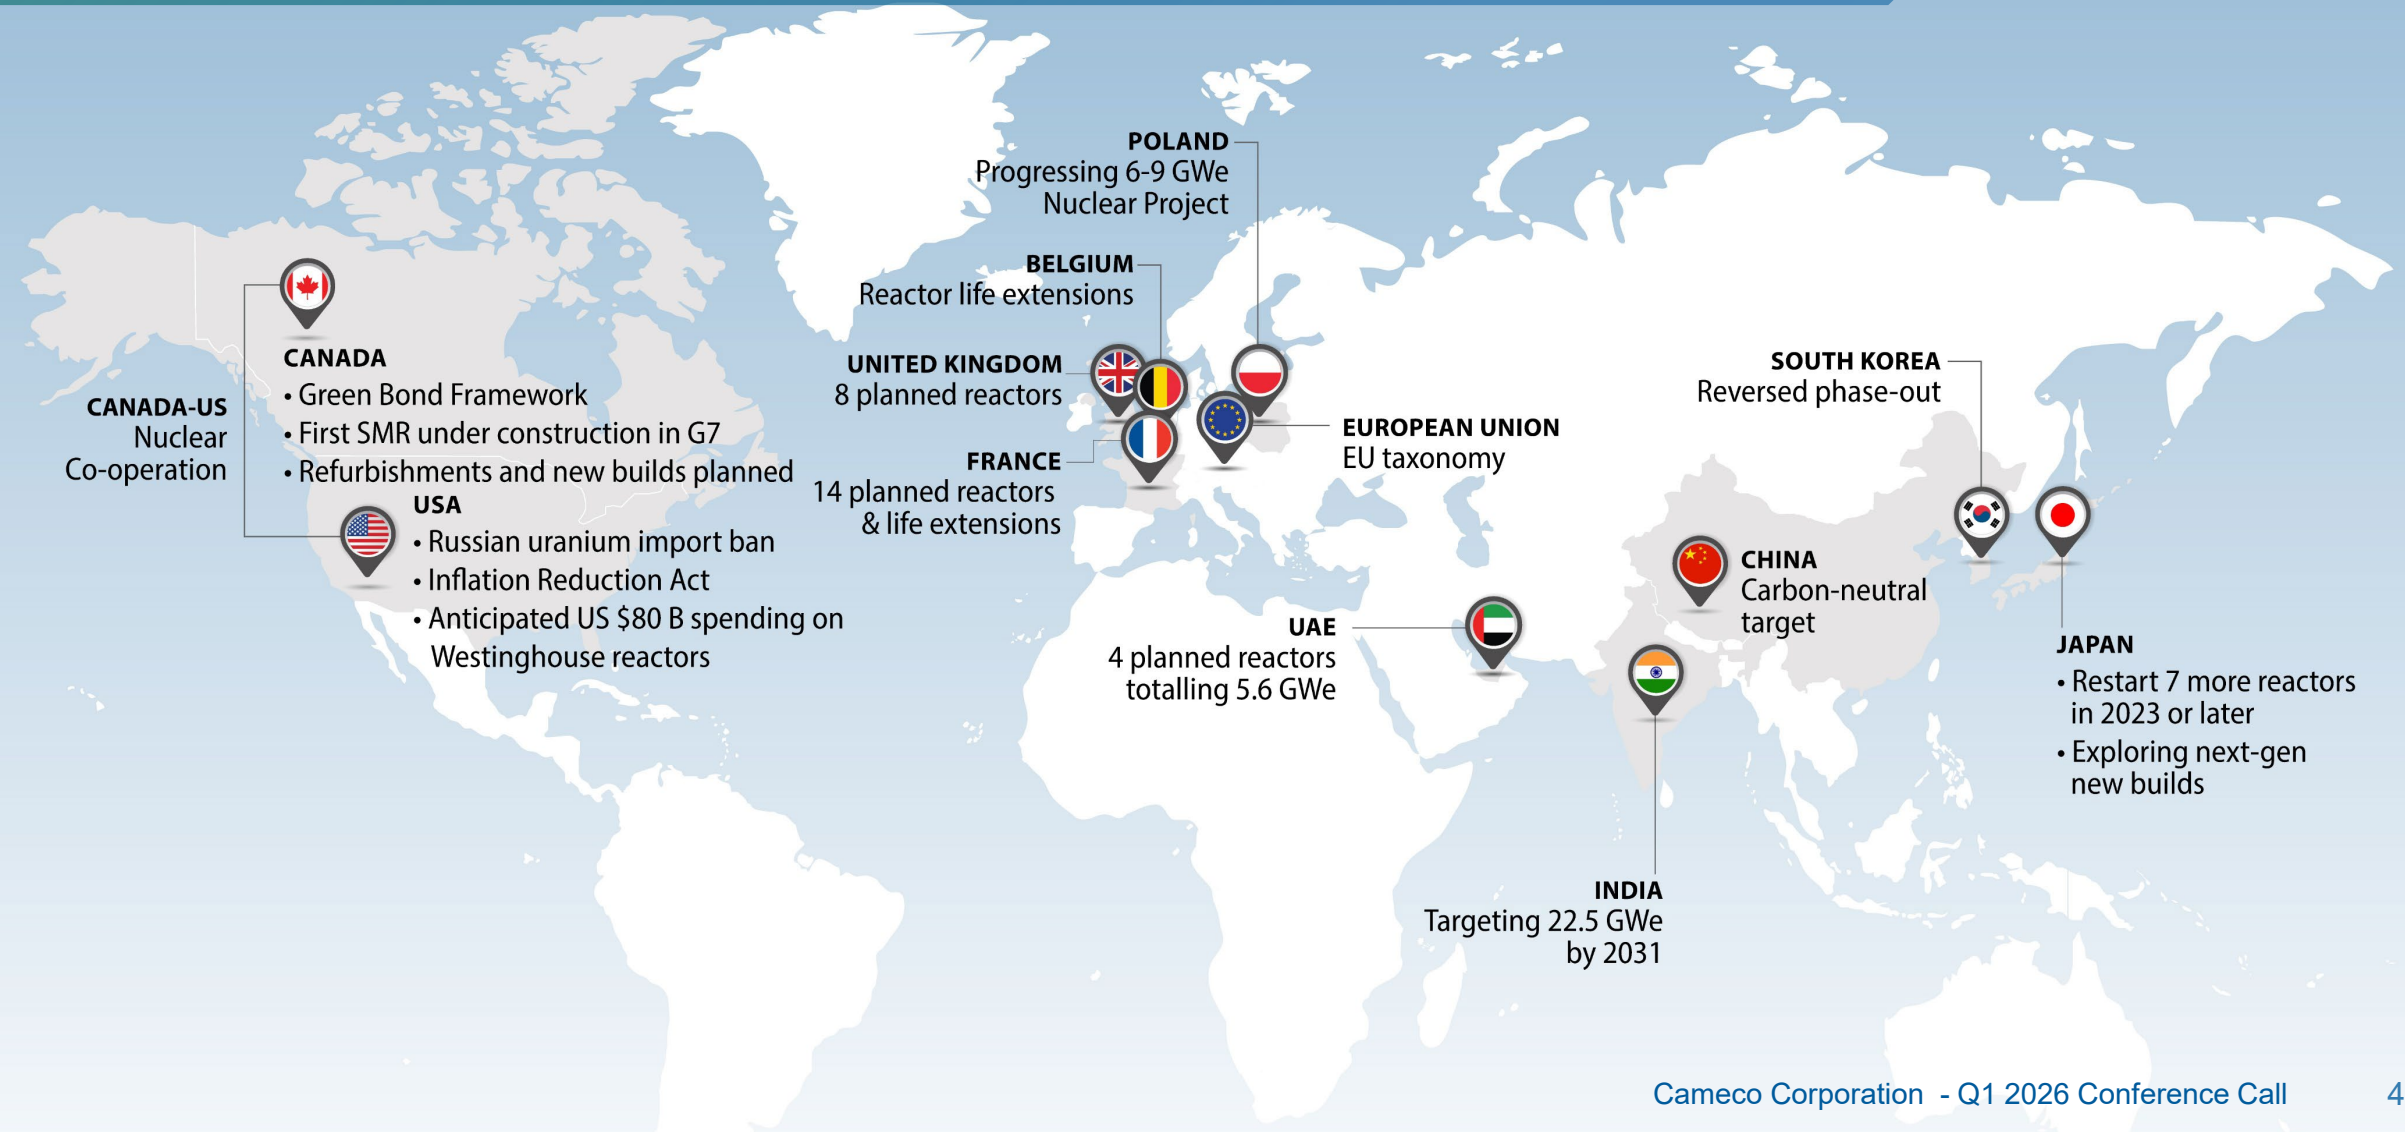 POLAND
Progressing 6-9 GWe
Nuclear Project
BELGIUM
Reactor life extensions
UNITED KINGDOM
8 planned reactors
FRANCE
14 planned reactors
& life extensions
EUROPEAN UNION
EU taxonomy
CANADA
• Green Bond Framework
• First SMR under construction in G7
• Refurbishments and new builds planned
CANADA-US
Nuclear
Co-operation
USA
• Russian uranium import ban
• Inflation Reduction Act
• Anticipated US $80 B spending on
Westinghouse reactors
SOUTH KOREA
Reversed phase-out
CHINA
Carbon-neutral
target
UAE
4 planned reactors
totalling 5.6 GWe
JAPAN
• Restart 7 more reactors
in 2023 or later
• Exploring next-gen
new builds
INDIA
Targeting 22.5 GWe
by 2031
Cameco Corporation - Q1 2026 Conference Call
4